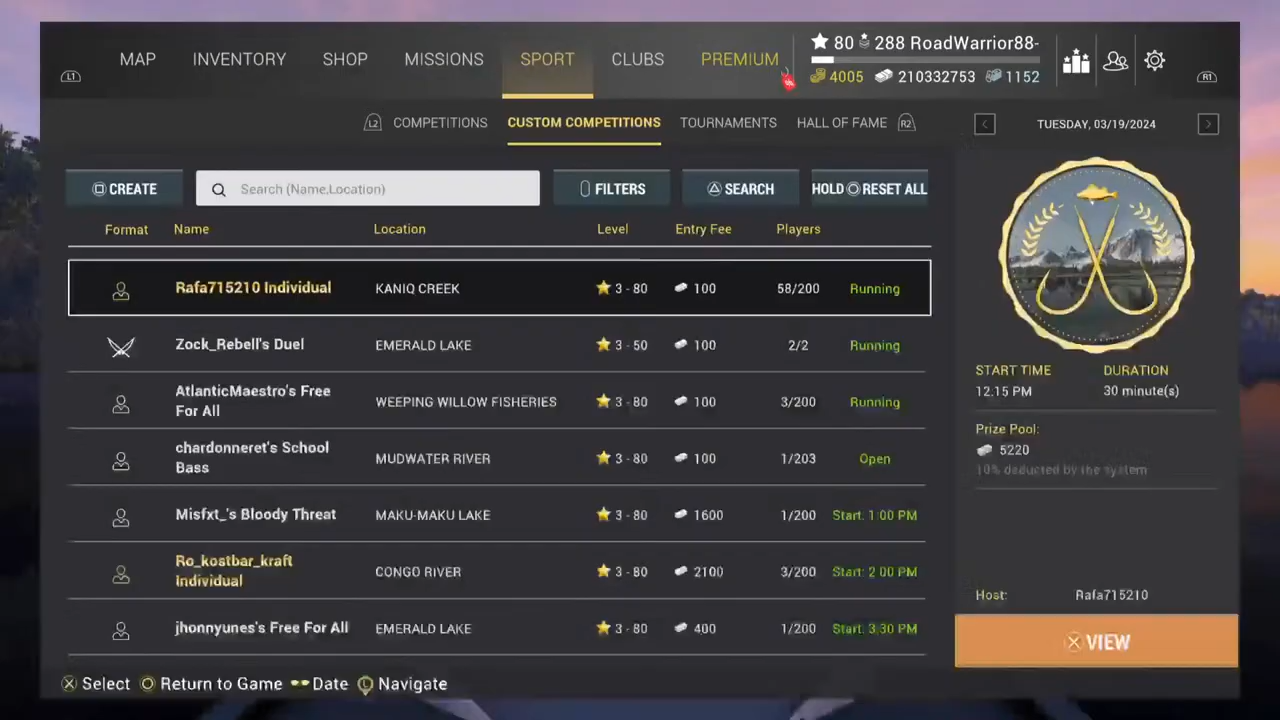 MAP INVENTORY SHOP MISSIONS SPORT CLUBS PREMIUM
80 288 RoadWarrior88-
4005 210332753 1152
L1
R1
L2 COMPETITIONS CUSTOM COMPETITIONS TOURNAMENTS HALL OF FAME R2
< TUESDAY, 03/19/2024 >
CREATE Search (Name,Location) FILTERS SEARCH HOLD RESET ALL
Format Name Location Level Entry Fee Players
Rafa715210 Individual KANIQ CREEK 3 - 80 100 58/200 Running
Zock_Rebell's Duel EMERALD LAKE 3 - 50 100 2/2 Running
AtlanticMaestro's Free
For All WEEPING WILLOW FISHERIES 3 - 80 100 3/200 Running
chardonneret's School
Bass MUDWATER RIVER 3 - 80 100 1/203 Open
Misfxt_'s Bloody Threat MAKU-MAKU LAKE 3 - 80 1600 1/200 Start: 1:00 PM
Ro_kostbar_kraft
Individual CONGO RIVER 3 - 80 2100 3/200 Start: 2:00 PM
jhonnyunes's Free For All EMERALD LAKE 3 - 80 400 1/200 Start: 3:30 PM
START TIME DURATION
12:15 PM 30 minute(s)
Prize Pool:
5220
10% deducted by the system
Host: Rafa715210
VIEW
Select Return to Game Date L Navigate